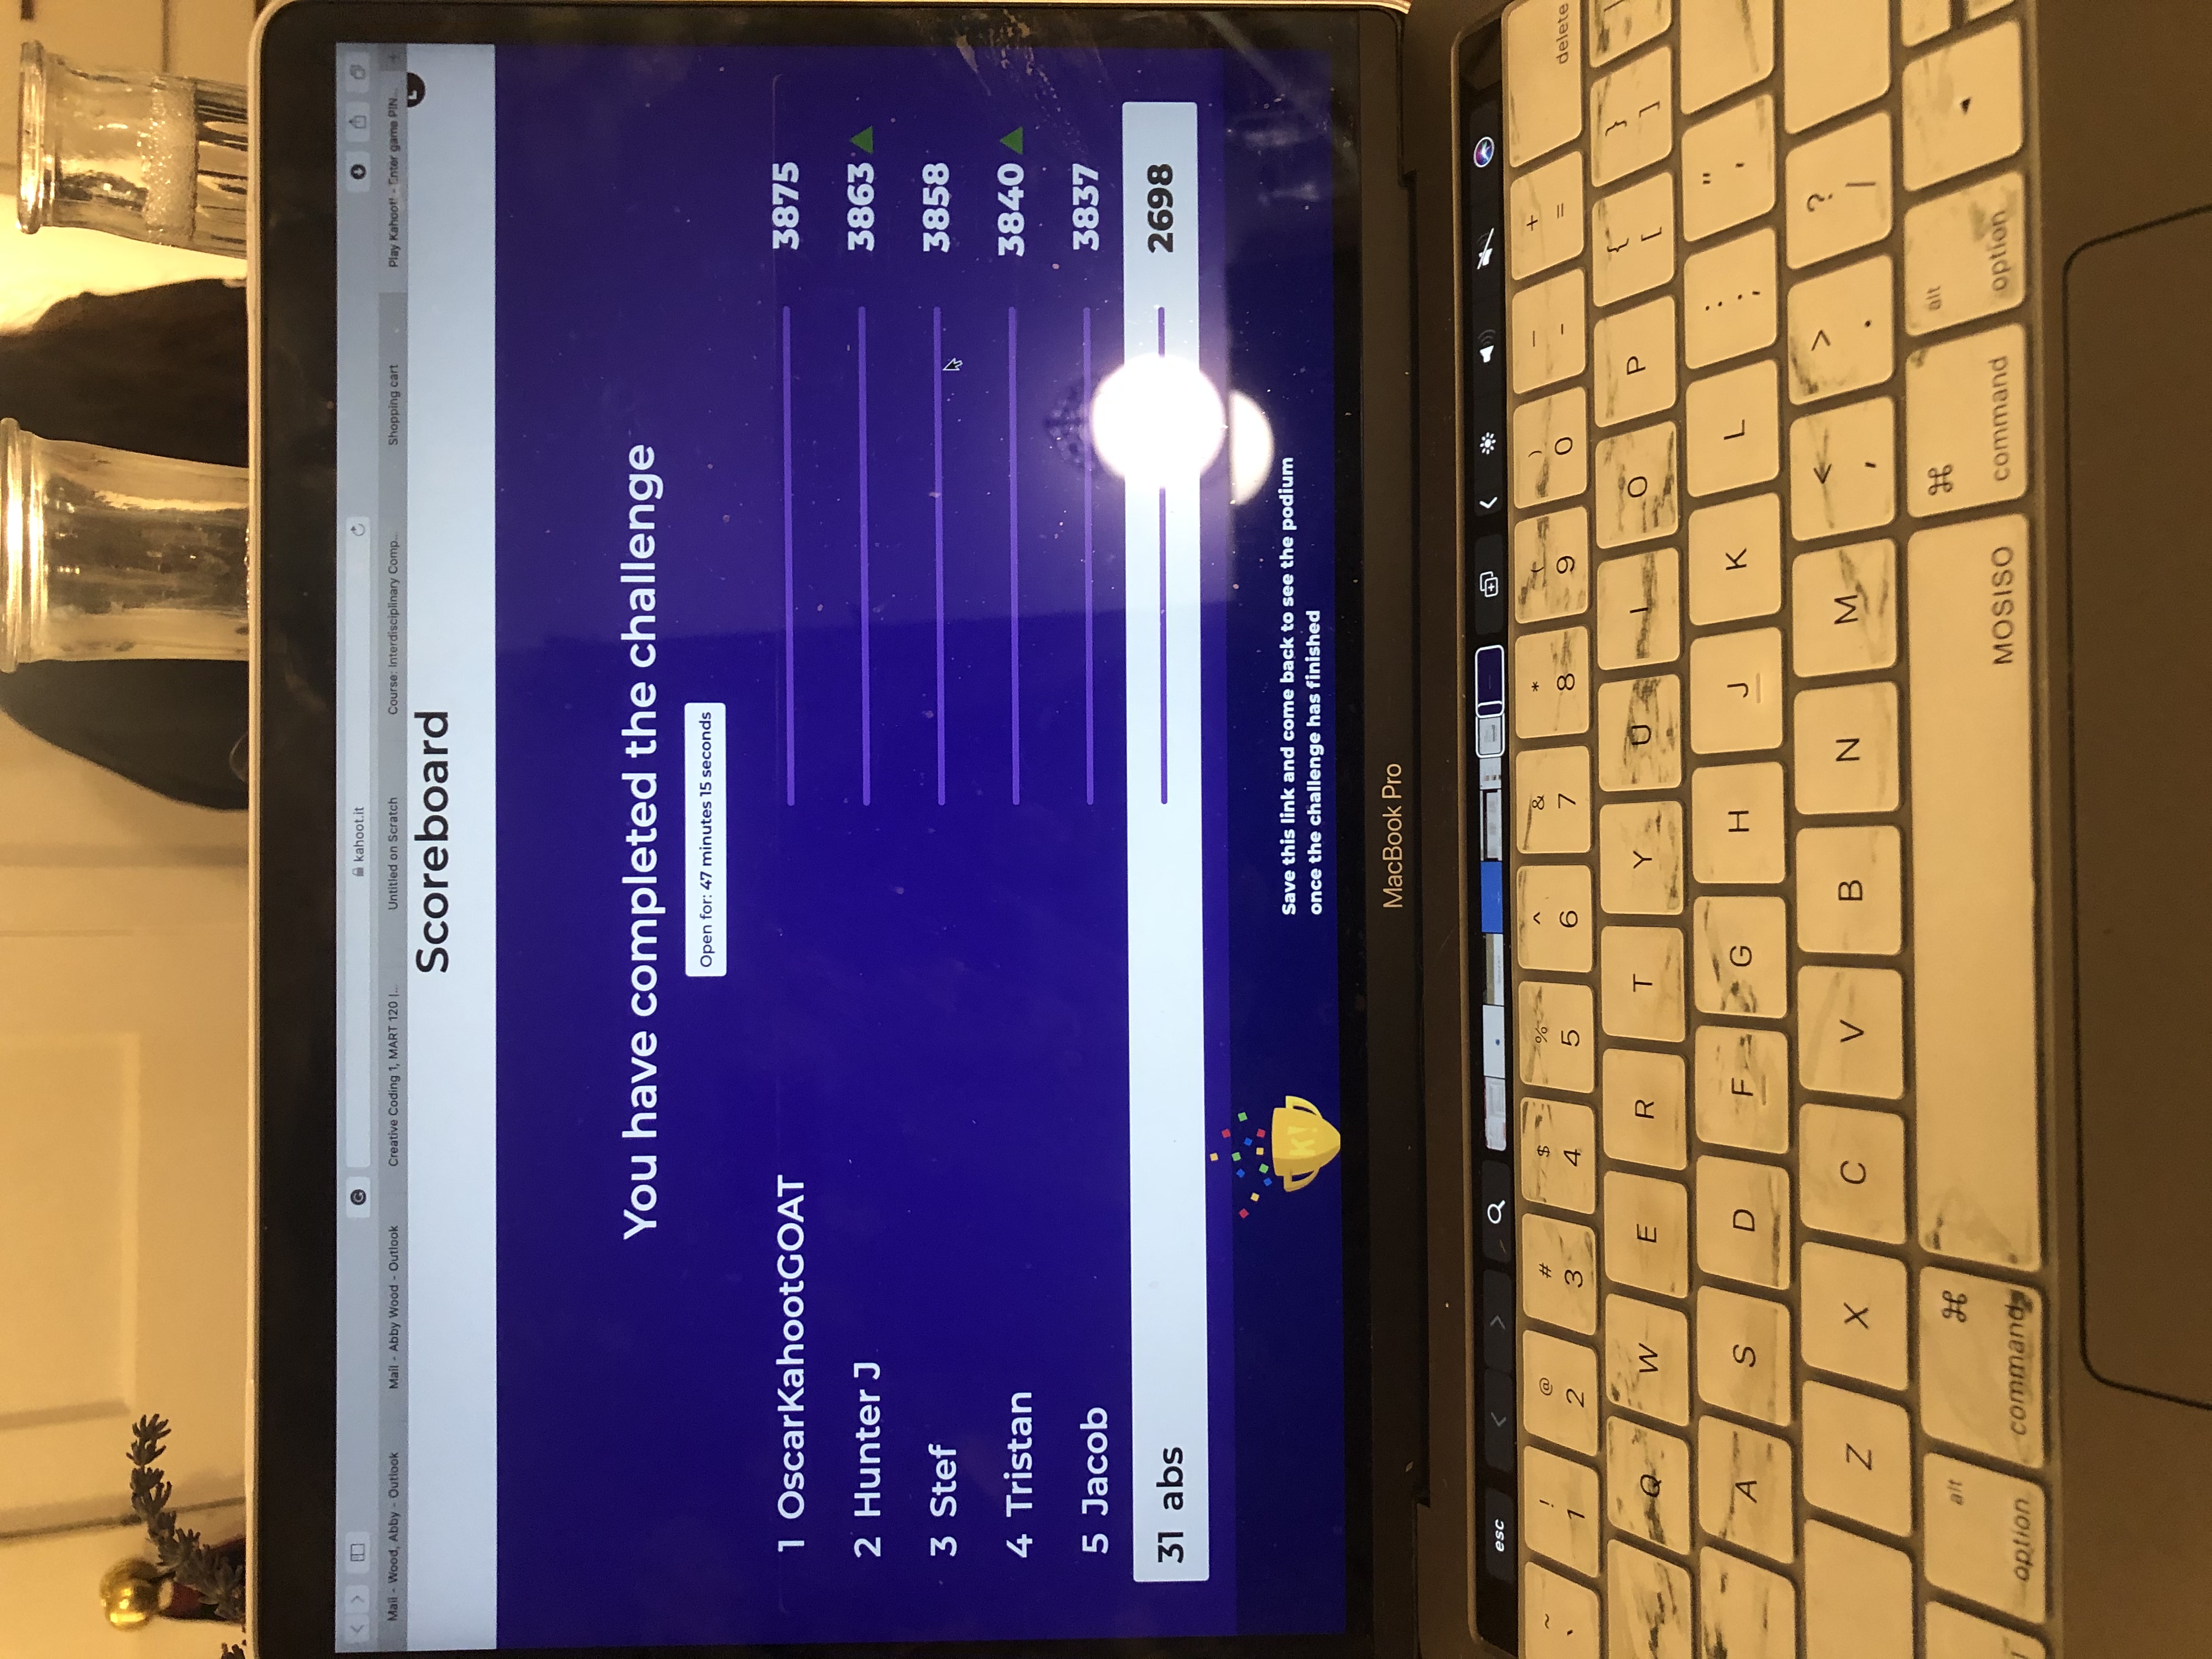 kahoot.it
Mail - Wood, Abby - Outlook
Mail - Abby Wood - Outlook
Creative Coding 1, MART 120 |...
Untitled on Scratch
Course: Interdisciplinary Comp...
Shopping cart
Play Kahoot! - Enter game PIN...
Scoreboard
You have completed the challenge
Open for: 47 minutes 15 seconds
1 OscarKahootGOAT 3875
2 Hunter J 3863
3 Stef 3858
4 Tristan 3840
5 Jacob 3837
31 abs 2698
K!
Save this link and come back to see the podium
once the challenge has finished
MacBook Pro
esc
~ ! @ # $ % ^ & * ( ) — +
` 1 2 3 4 5 6 7 8 9 0 - = delete
Q W E R T Y U I O P { [ } ]
A S D F G H J K L : ; " '
Z X C V B N M < , > . ? /
alt ⌘ ⌘ alt
option command MOSISO command option